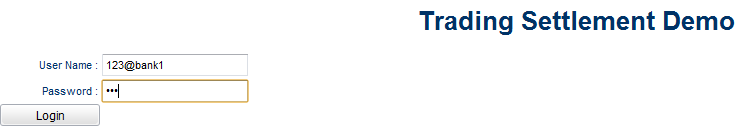 Trading Settlement Demo
User Name : 123@bank1
Password : •••
Login